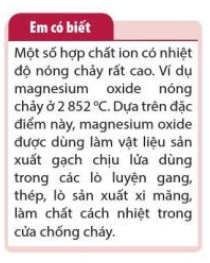 Em có biết
Một số hợp chất ion có nhiệt
độ nóng chảy rất cao. Ví dụ
magnesium oxide nóng
chảy ở 2 852 °C. Dựa trên đặc
điểm này, magnesium oxide
được dùng làm vật liệu sản
xuất gạch chịu lửa dùng
trong các lò luyện gang,
thép, lò sản xuất xi măng,
làm chất cách nhiệt trong
cửa chống cháy.